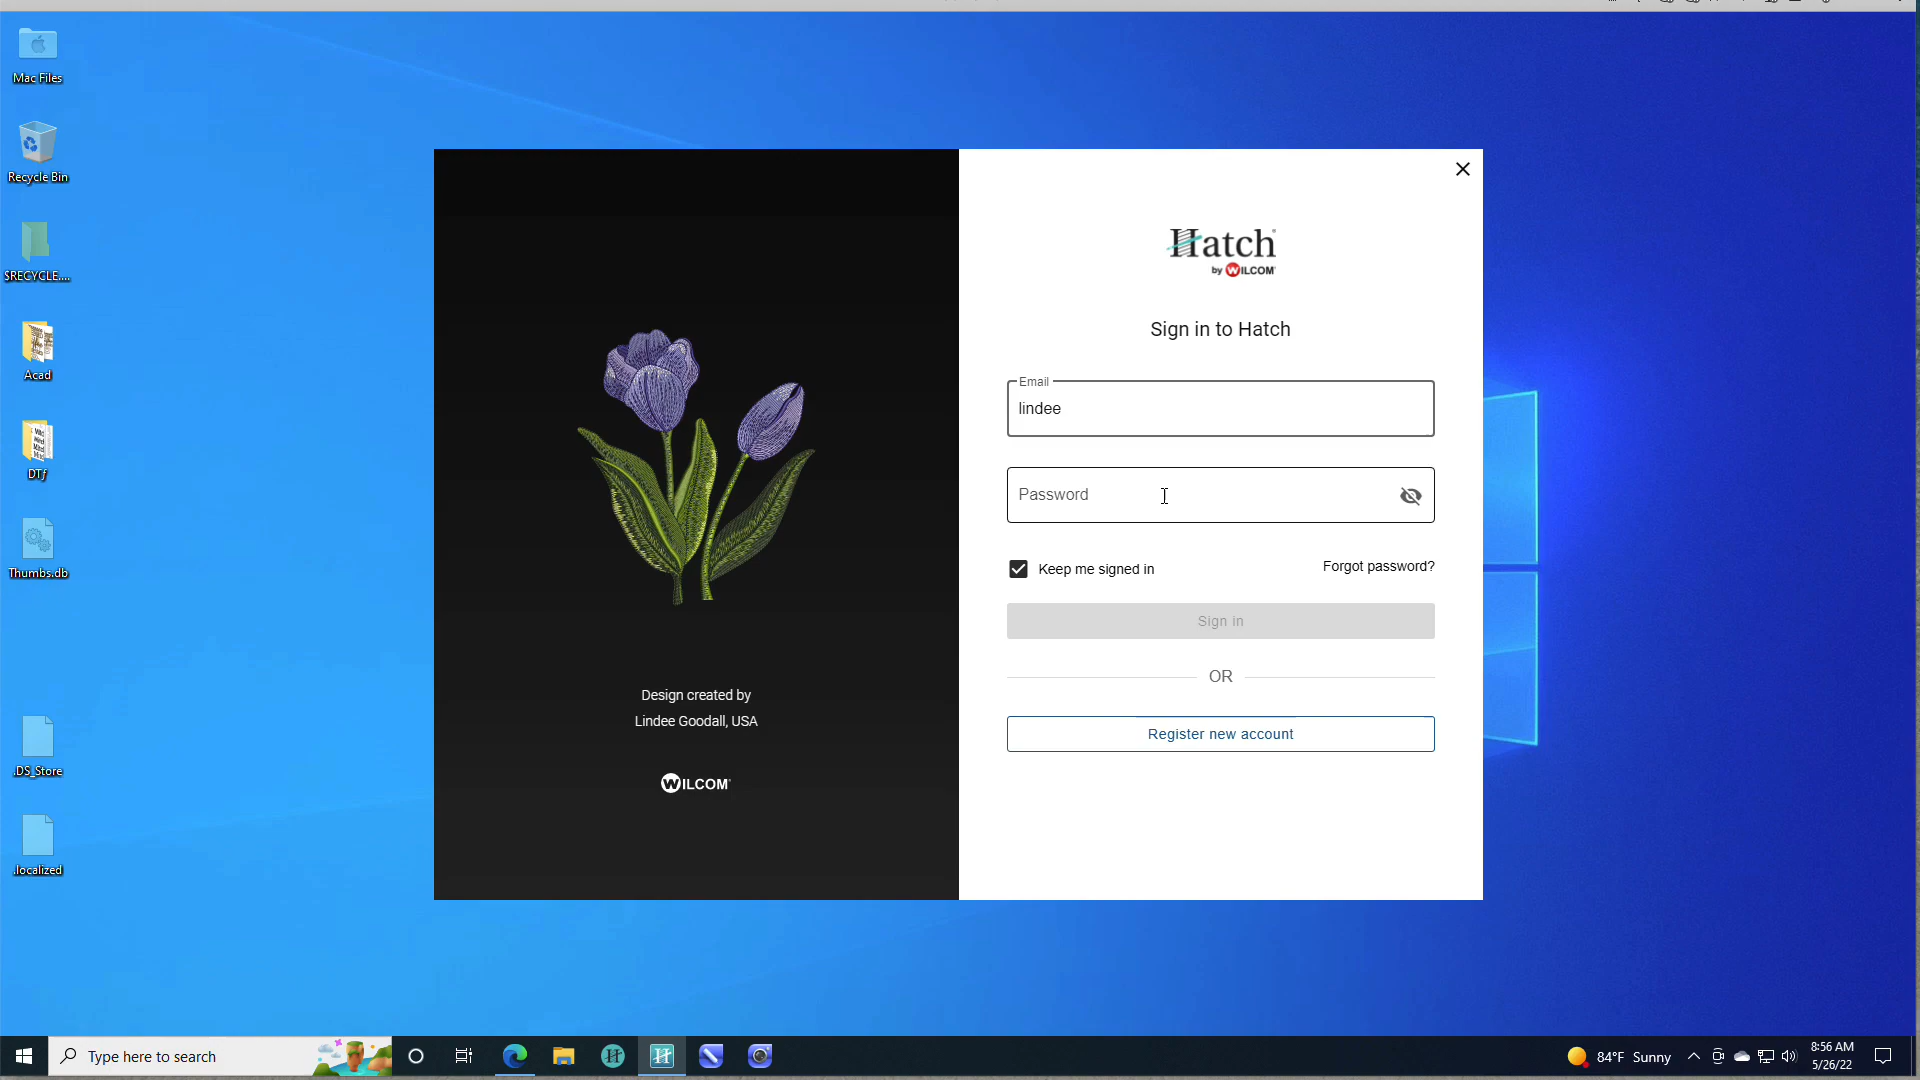 Mac Files
Recycle Bin
$RECYCLE....
Acad
DTf
Thumbs.db
.DS_Store
.localized
Design created by
Lindee Goodall, USA
WILCOM
Hatch
by WILCOM
Sign in to Hatch
Email
lindee
Password
Keep me signed in
Forgot password?
Sign in
OR
Register new account
Type here to search
84°F Sunny
8:56 AM
5/26/22